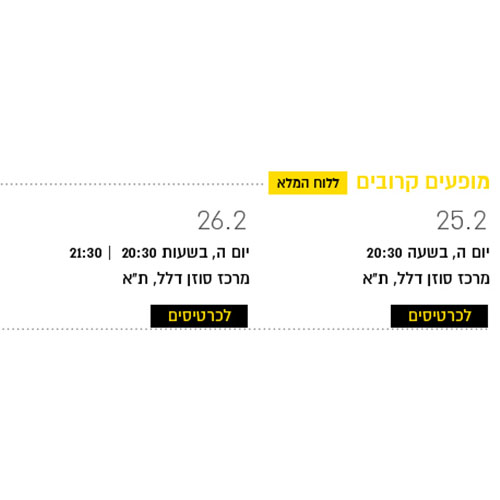 מופעים קרובים ללוח המלא
25.2
יום ה, בשעה 20:30
מרכז סוזן דלל, ת"א
לכרטיסים
26.2
יום ה, בשעות 20:30 | 21:30
מרכז סוזן דלל, ת"א
לכרטיסים